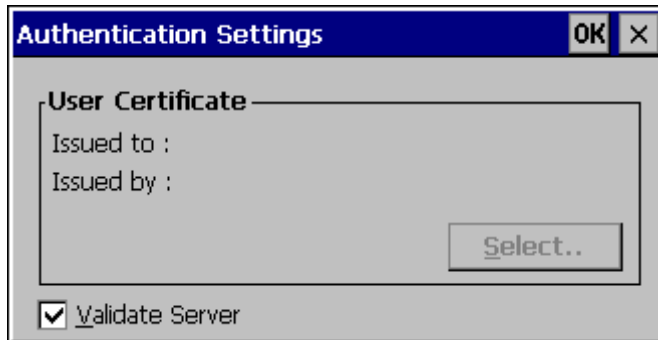 Authentication Settings OK ×
User Certificate
Issued to :
Issued by :
Select..
Validate Server